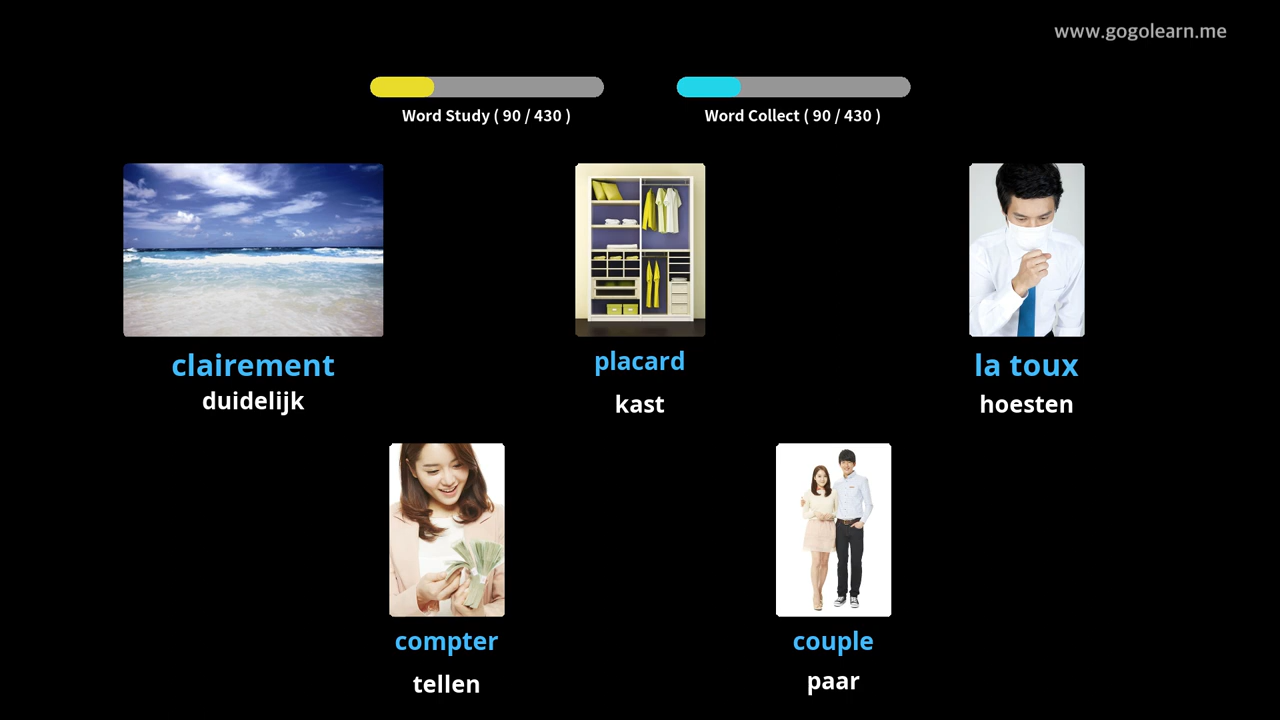 www.gogolearn.me
Word Study ( 90 / 430 )
Word Collect ( 90 / 430 )
clairement
duidelijk
placard
kast
la toux
hoesten
compter
tellen
couple
paar